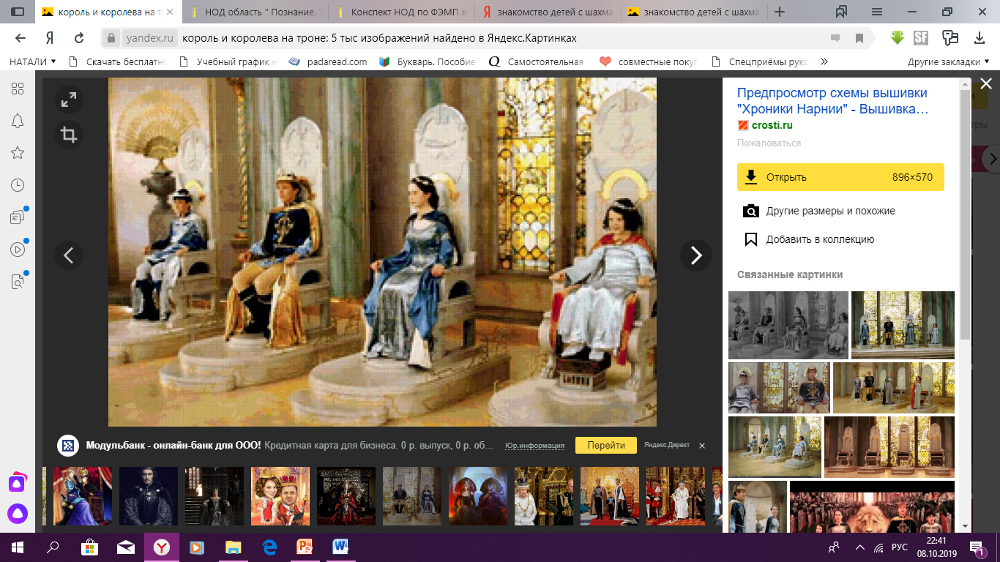 король и королева на тр
НОД область " Познание. Т
Конспект НОД по ФЭМП в
знакомство детей с шахма
знакомство детей с шахма
yandex.ru
король и королева на троне: 5 тыс изображений найдено в Яндекс.Картинках
НАТАЛИ
Скачать бесплатн
Учебный график н
padaread.com
Букварь. Пособие
Самостоятельная
совместные покуп
Спецприёмы рукс
Другие закладки
Предпросмотр схемы вышивки
"Хроники Нарнии" - Вышивка…
crosti.ru
Пожаловаться
Открыть 896×570
Другие размеры и похожие
Добавить в коллекцию
Связанные картинки
Модульбанк - онлайн-банк для ООО! Кредитная карта для бизнеса. 0 р. выпуск, 0 р. об…
Юр.информация
Перейти
Яндекс.Директ
РУС
22:41
08.10.2019
1